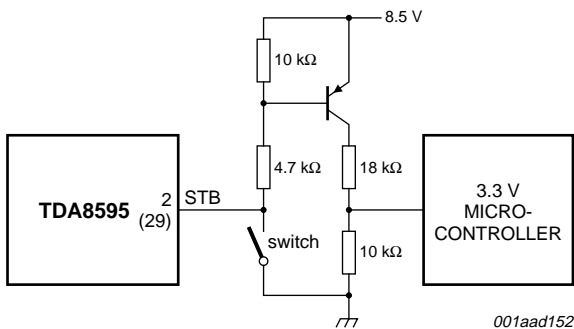 8.5 V
10 kΩ
4.7 kΩ
18 kΩ
TDA8595
2
(29)
STB
switch
10 kΩ
3.3 V
MICRO-
CONTROLLER
001aad152